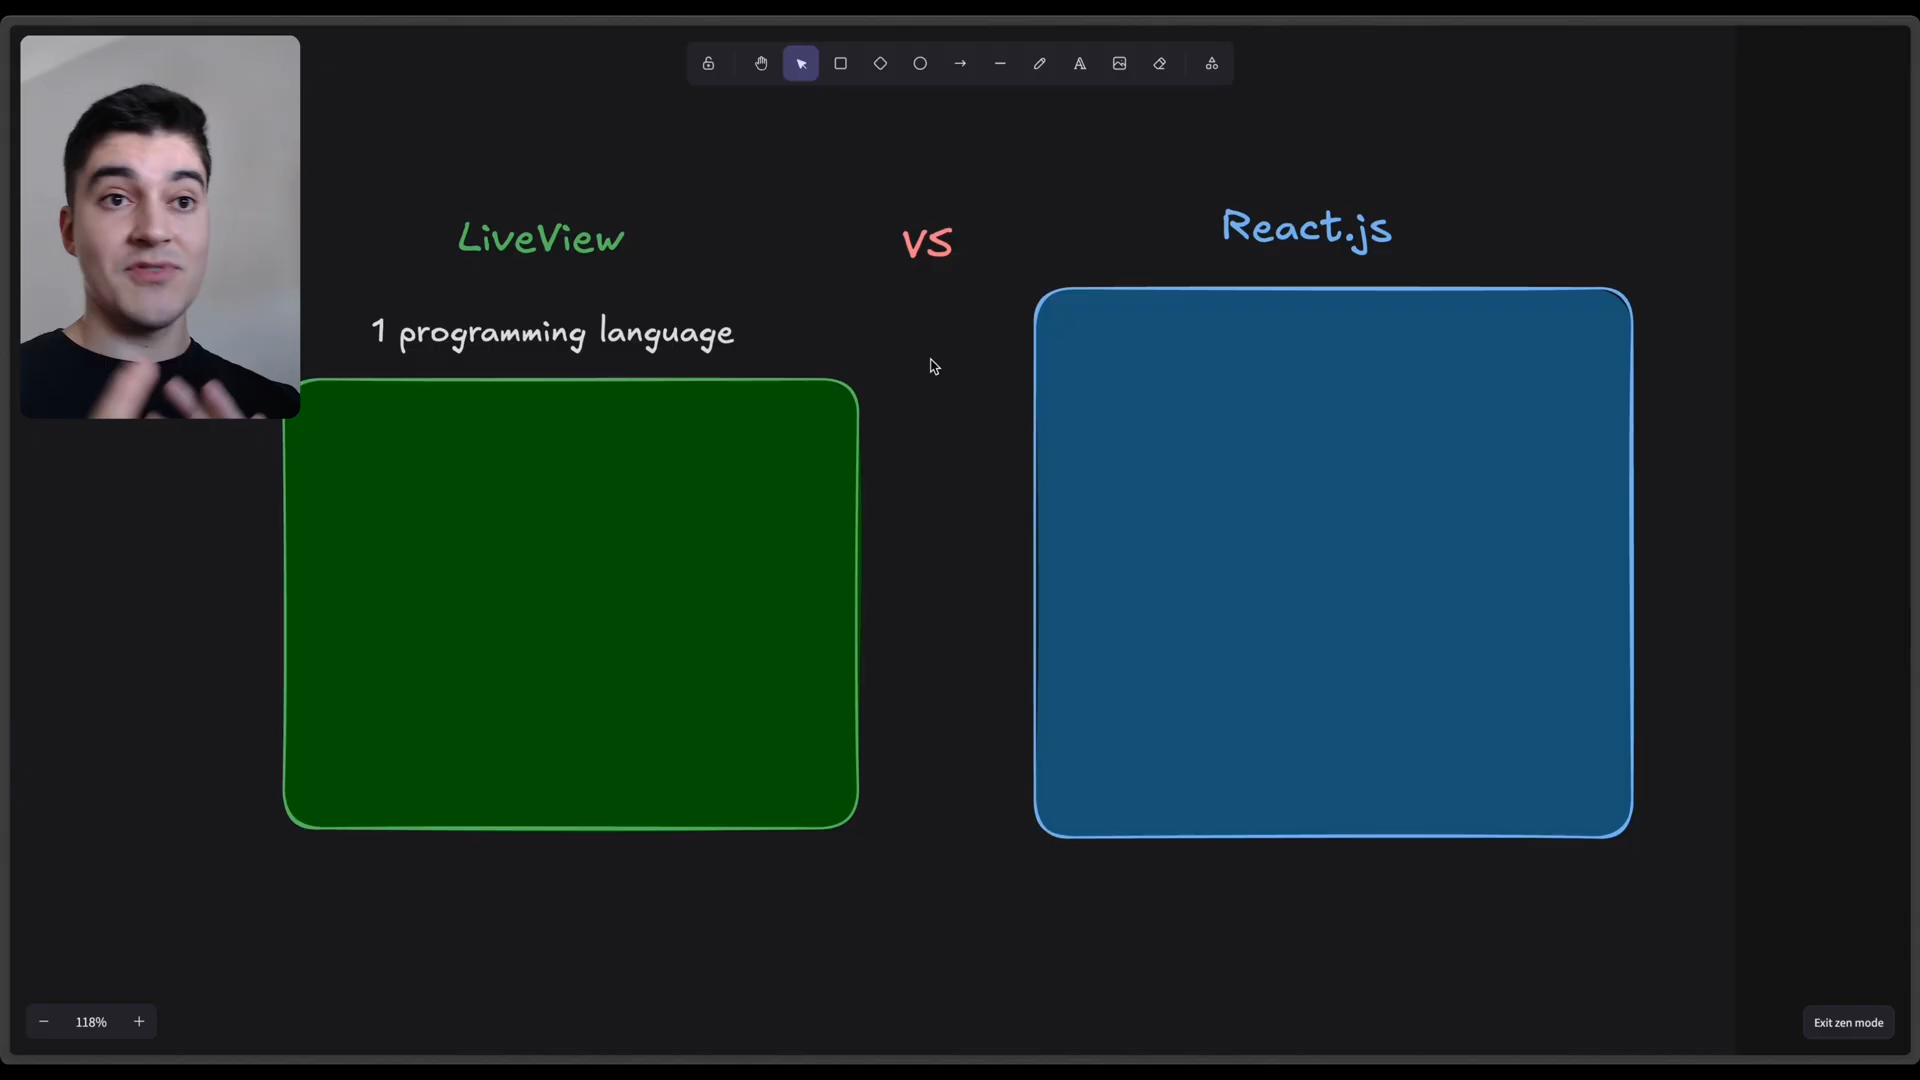 LiveView
vs
React.js
1 programming language
118%
Exit zen mode